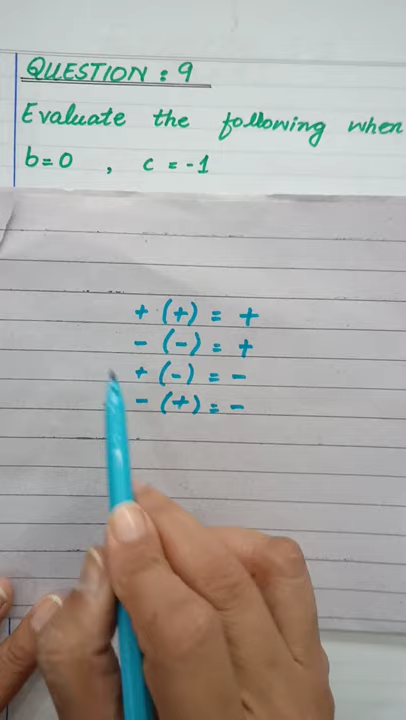 QUESTION : 9
Evaluate the following when
b=0 , c = -1
+ (+) = +
- (-) = +
+ (-) = -
- (+) = -